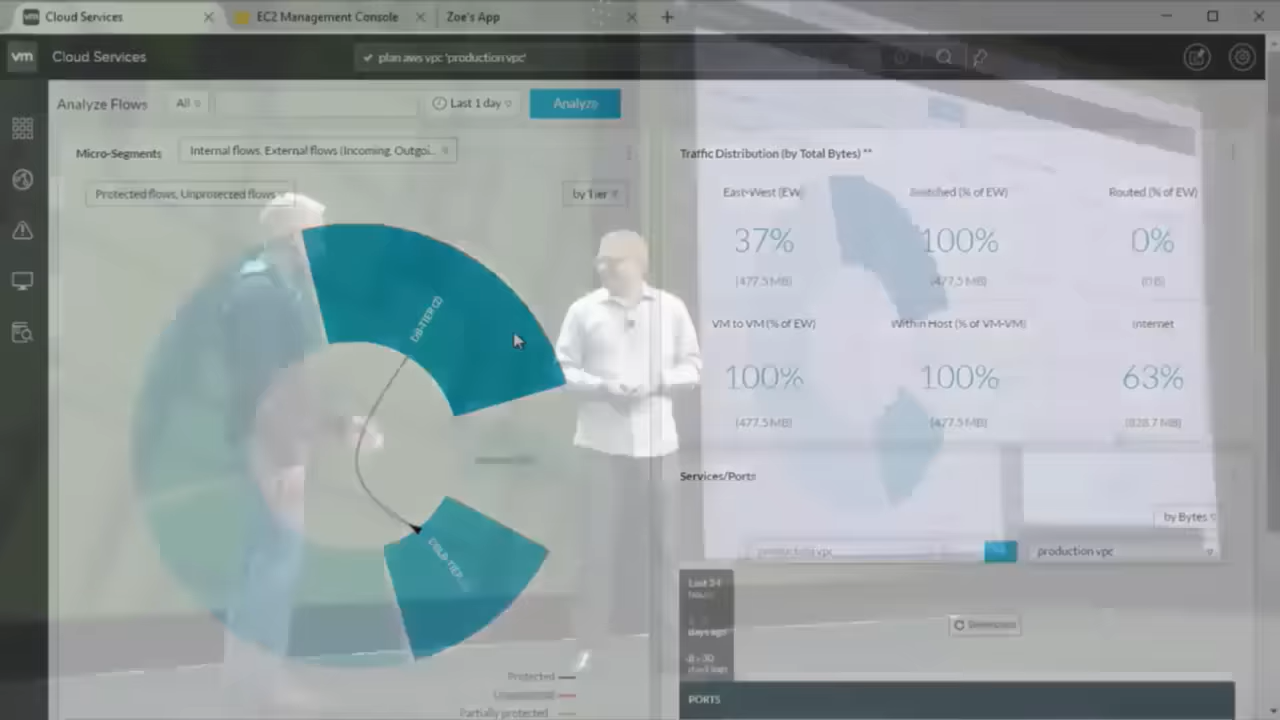 Cloud Services
EC2 Management Console
Zoe's App
vm
Cloud Services
plan aws vpc 'production vpc'
Analyze Flows
All
Last 1 day
Analyze
Micro-Segments
Internal flows, External flows (Incoming, Outgoi...
Protected flows, Unprotected flows
by Tier
DB-TIER (2)
Traffic Distribution (by Total Bytes) **
East-West (EW)
Switched (% of EW)
Routed (% of EW)
37%
100%
0%
(477.5 MB)
(477.5 MB)
(0 B)
VM to VM (% of EW)
Within Host (% of VM-VM)
Internet
100%
100%
63%
(477.5 MB)
(477.5 MB)
(828.7 MB)
Services/Ports
by Bytes
production vpc
production vpc
Last 24
hours
days ago
8 - 30
days ago
Protected
Unprotected
Partially protected
PORTS